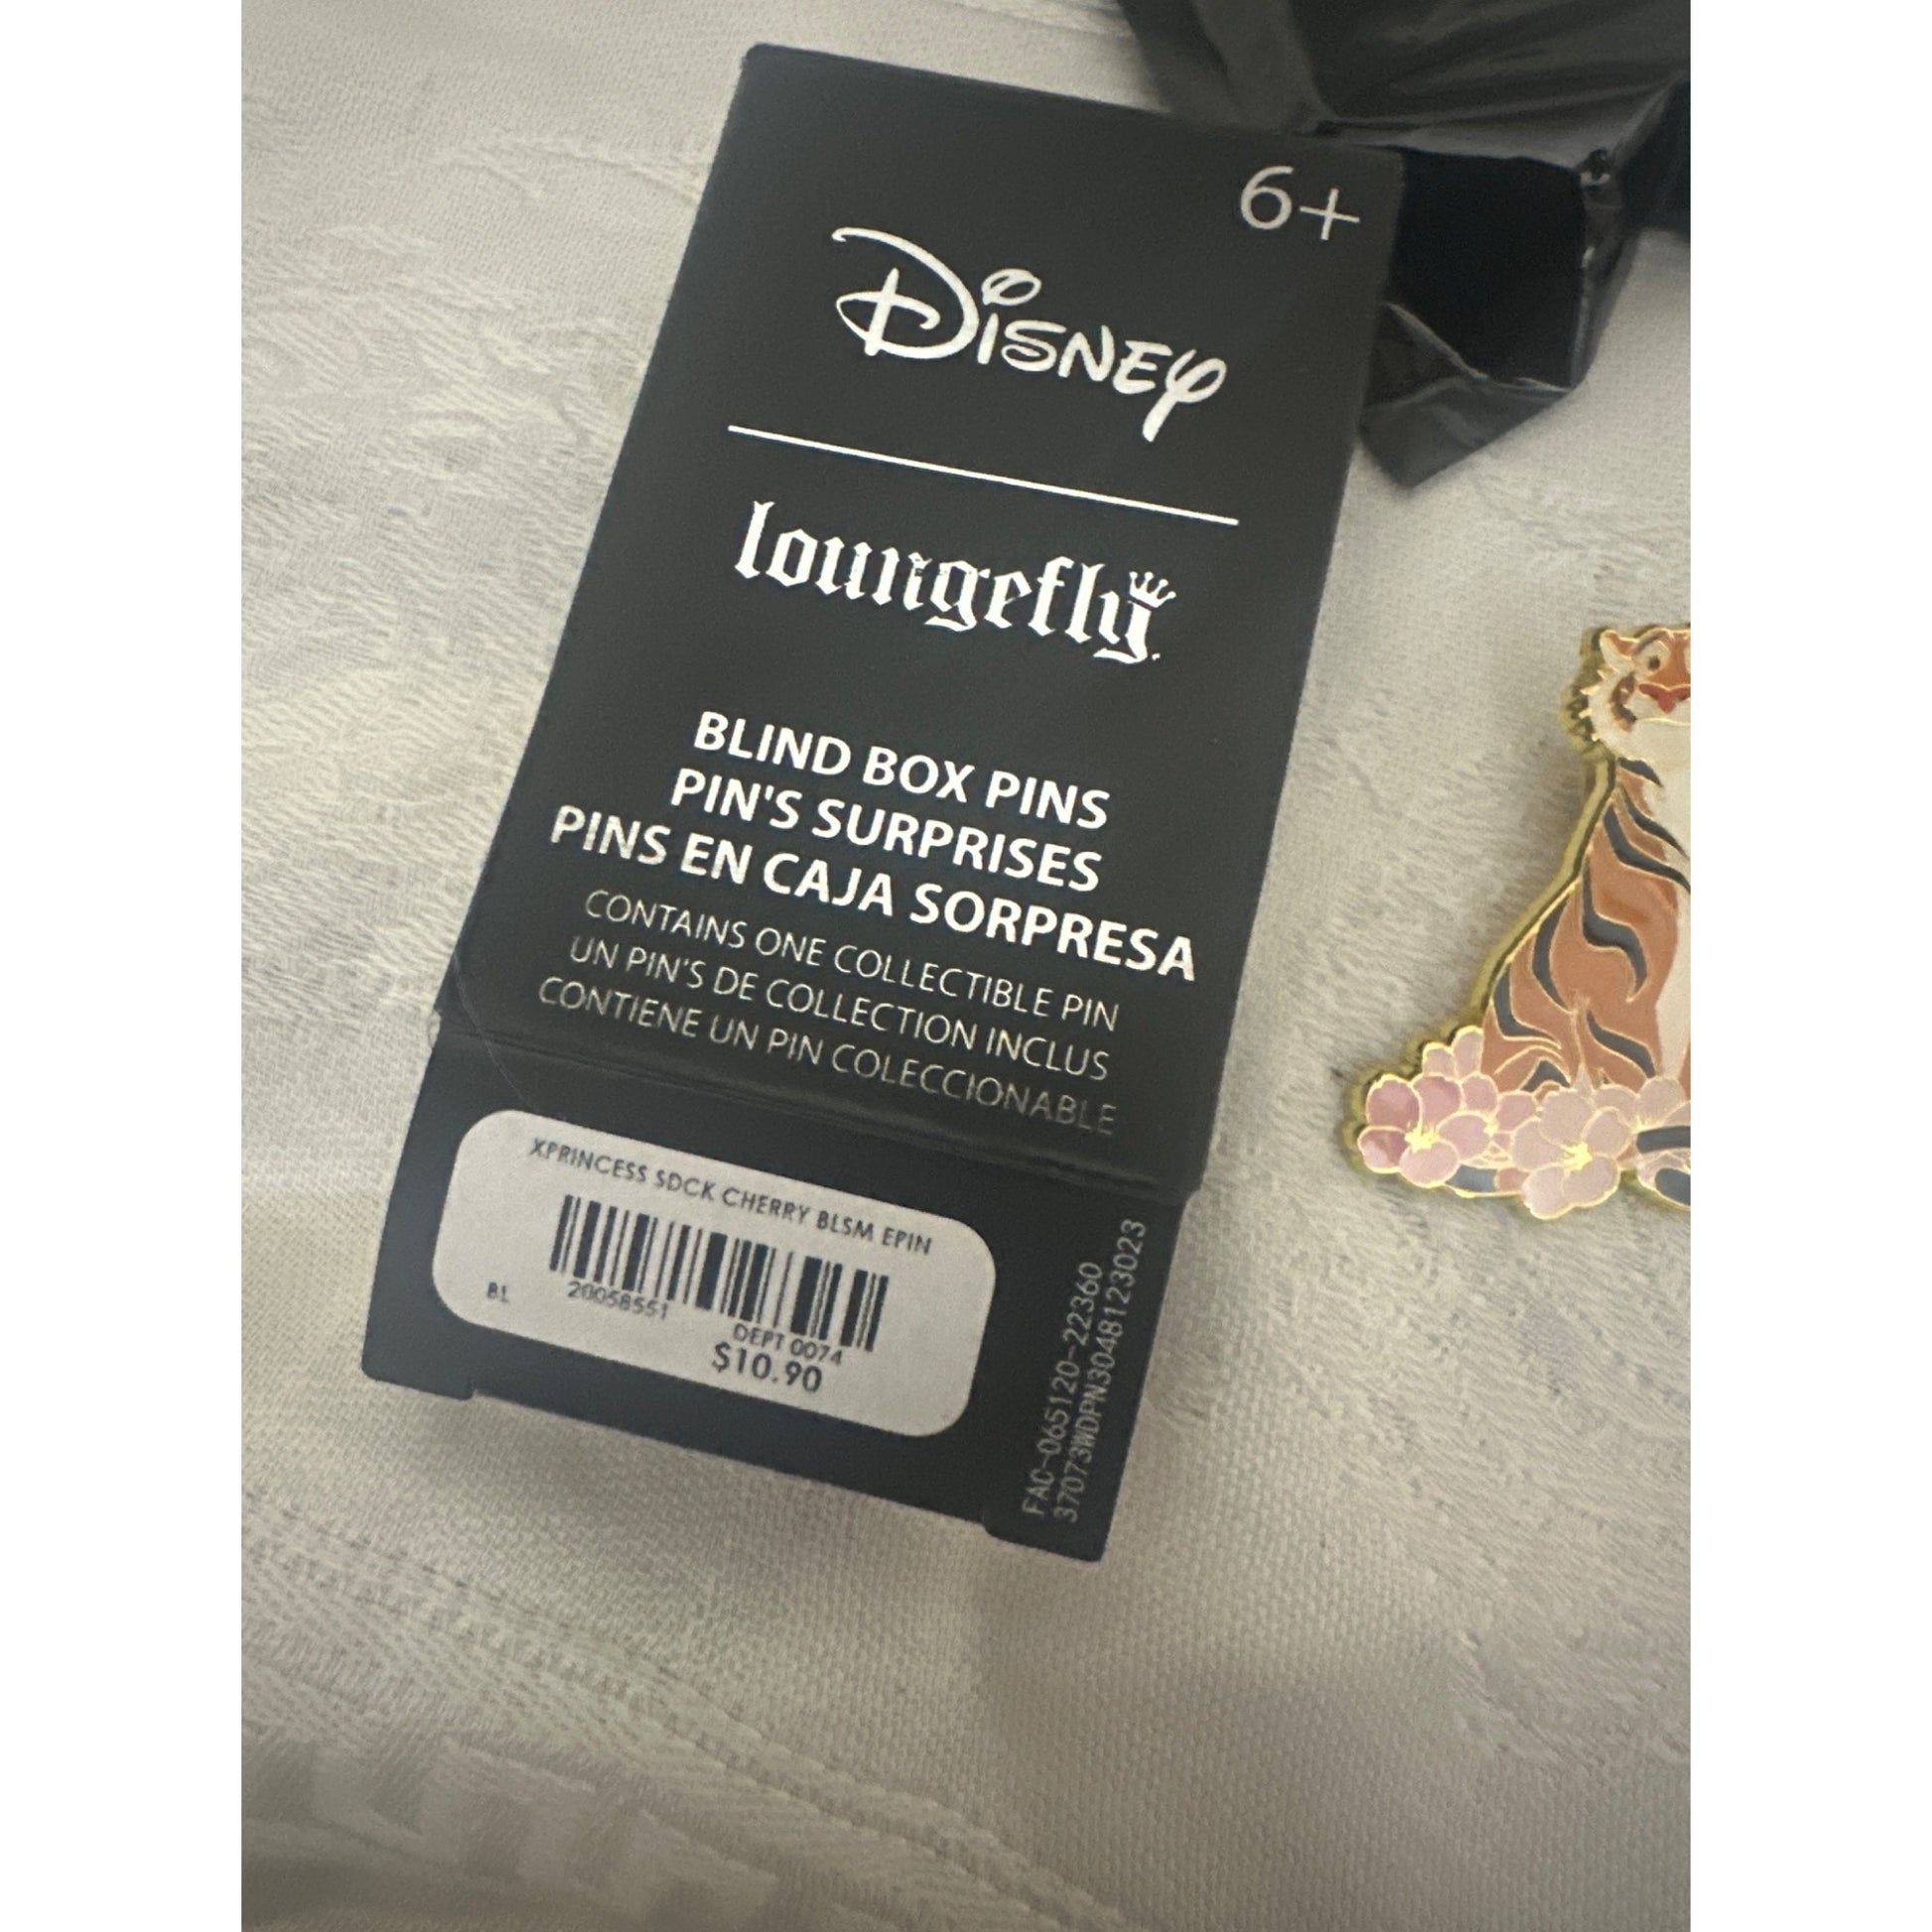 6+
Disney
loungefly
BLIND BOX PINS
PIN'S SURPRISES
PINS EN CAJA SORPRESA
CONTAINS ONE COLLECTIBLE PIN
UN PIN'S DE COLLECTION INCLUS
CONTIENE UN PIN COLECCIONABLE
XPRINCESS SDCK CHERRY BLSM EPIN
BL 20058551
DEPT 0074
$10.90
FAC-065120-22360
37073WDPN3048123023